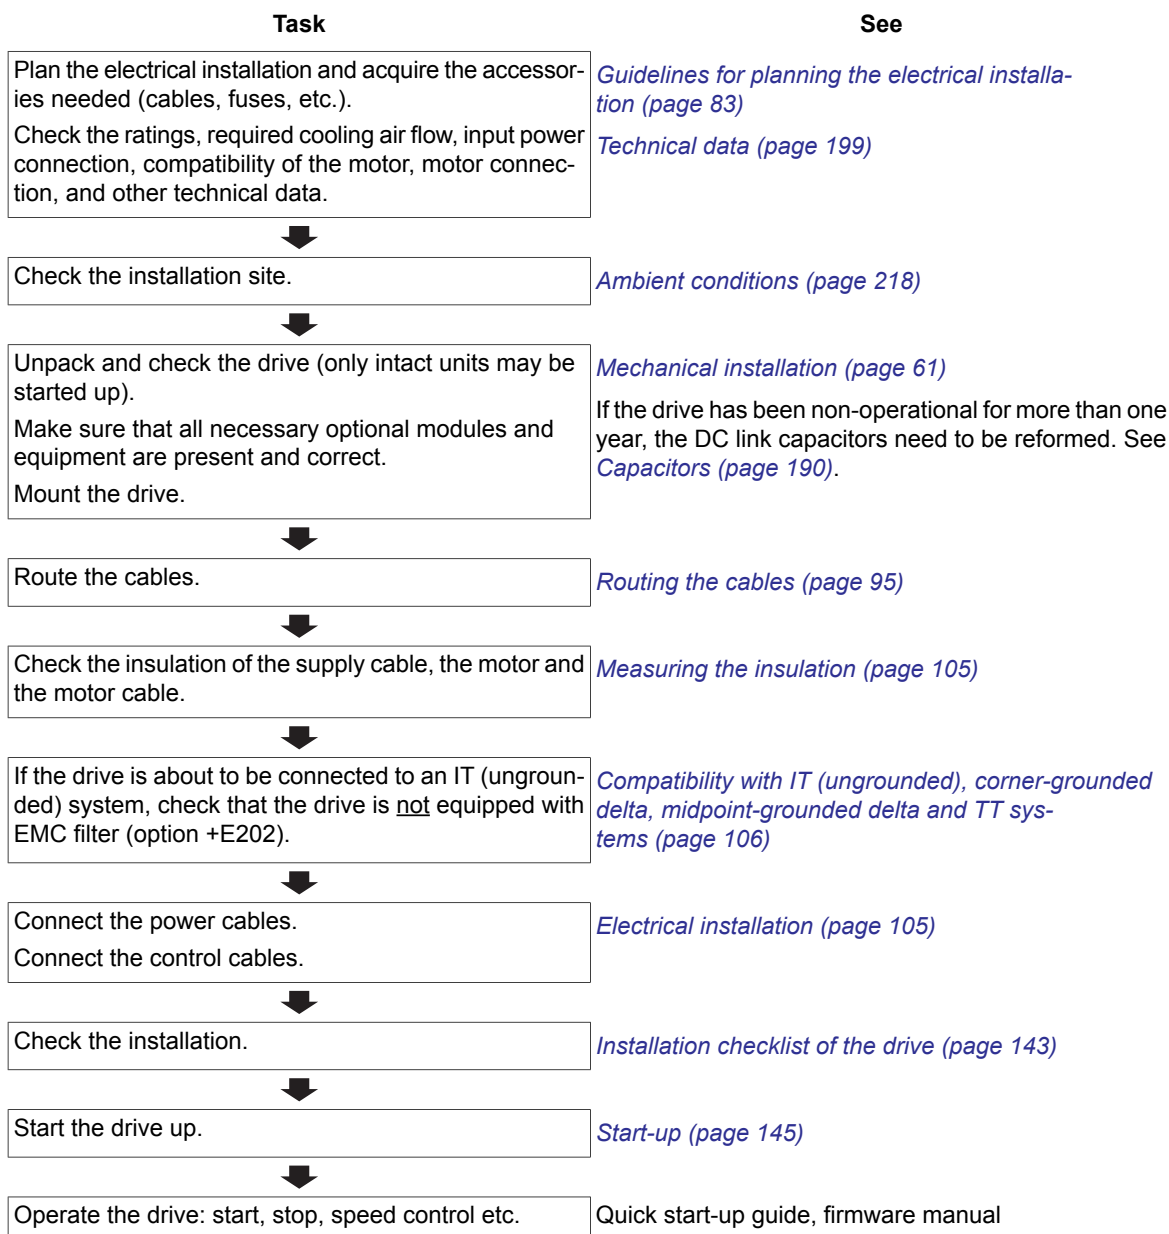 Task
See
Plan the electrical installation and acquire the accessor-
ies needed (cables, fuses, etc.).
Check the ratings, required cooling air flow, input power
connection, compatibility of the motor, motor connec-
tion, and other technical data.
Guidelines for planning the electrical installa-
tion (page 83)
Technical data (page 199)
Check the installation site.
Ambient conditions (page 218)
Unpack and check the drive (only intact units may be
started up).
Make sure that all necessary optional modules and
equipment are present and correct.
Mount the drive.
Mechanical installation (page 61)
If the drive has been non-operational for more than one
year, the DC link capacitors need to be reformed. See
Capacitors (page 190).
Route the cables.
Routing the cables (page 95)
Check the insulation of the supply cable, the motor and
the motor cable.
Measuring the insulation (page 105)
If the drive is about to be connected to an IT (ungroun-
ded) system, check that the drive is not equipped with
EMC filter (option +E202).
Compatibility with IT (ungrounded), corner-grounded
delta, midpoint-grounded delta and TT sys-
tems (page 106)
Connect the power cables.
Connect the control cables.
Electrical installation (page 105)
Check the installation.
Installation checklist of the drive (page 143)
Start the drive up.
Start-up (page 145)
Operate the drive: start, stop, speed control etc.
Quick start-up guide, firmware manual